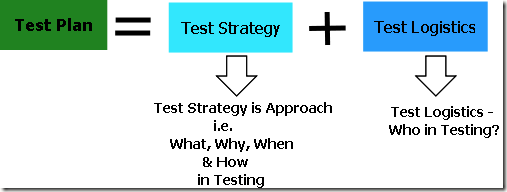 Test Plan = Test Strategy + Test Logistics
Test Strategy is Approach
i.e.
What, Why, When
& How
in Testing
Test Logistics -
Who in Testing?